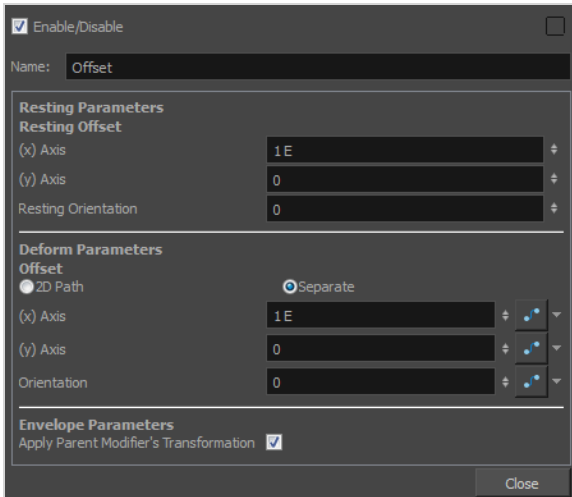 Enable/Disable
Name: Offset
Resting Parameters
Resting Offset
(x) Axis 1 E
(y) Axis 0
Resting Orientation 0
Deform Parameters
Offset
2D Path Separate
(x) Axis 1 E
(y) Axis 0
Orientation 0
Envelope Parameters
Apply Parent Modifier's Transformation
Close